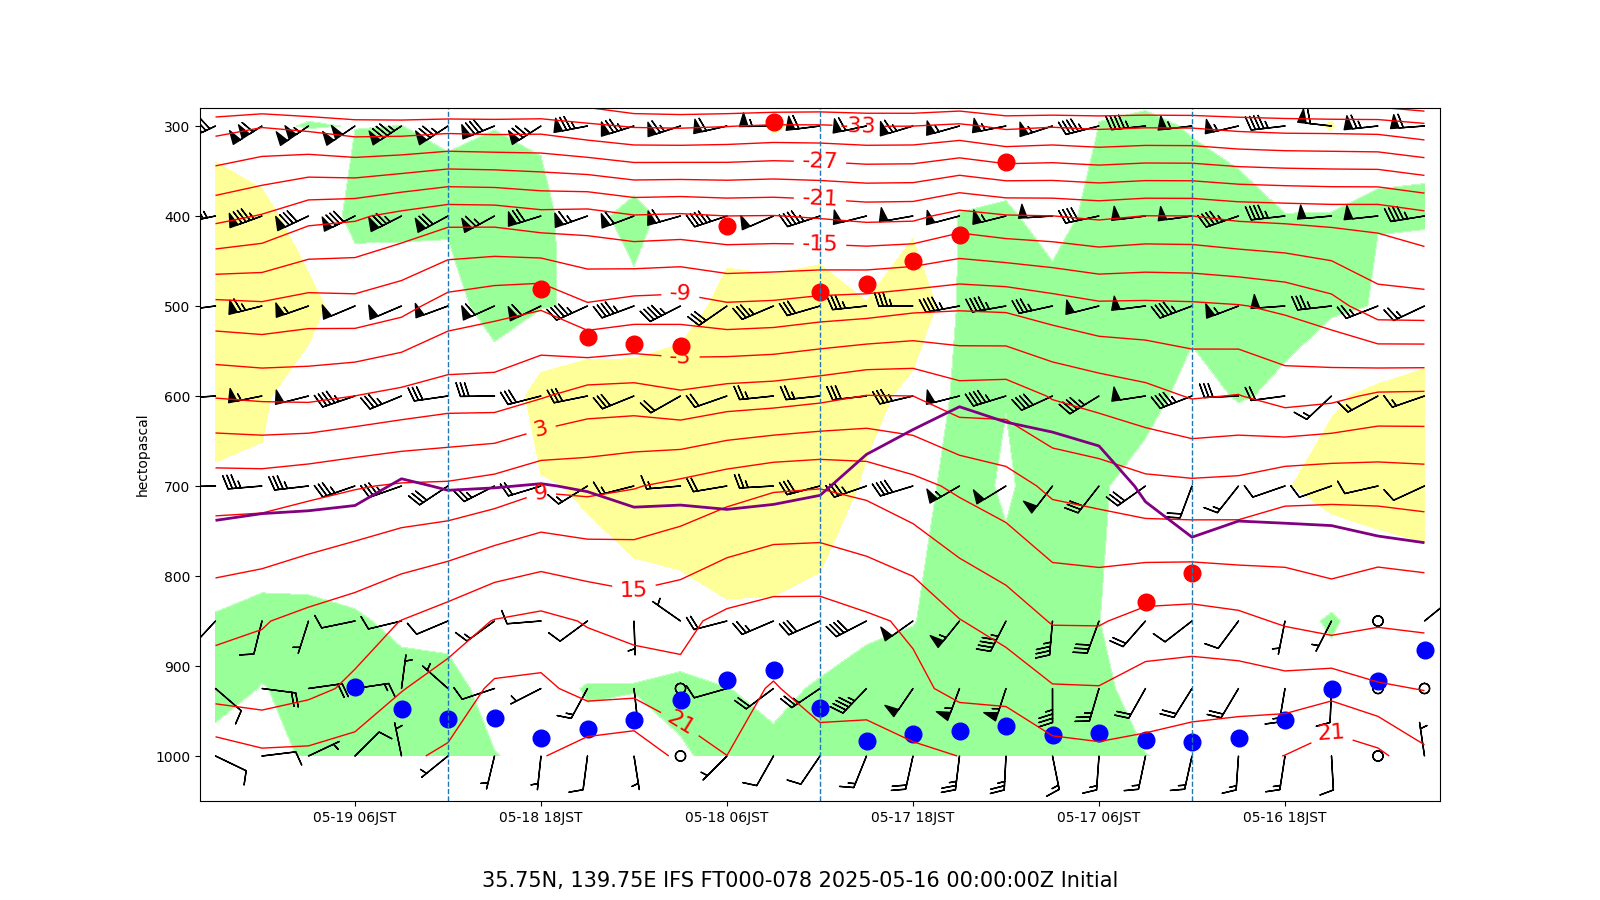 300
400
500
600
700
800
900
1000
hectopascal
-33
-27
-21
-15
-9
-3
3
9
15
21
21
05-19 06JST
05-18 18JST
05-18 06JST
05-17 18JST
05-17 06JST
05-16 18JST
35.75N, 139.75E IFS FT000-078 2025-05-16 00:00:00Z Initial